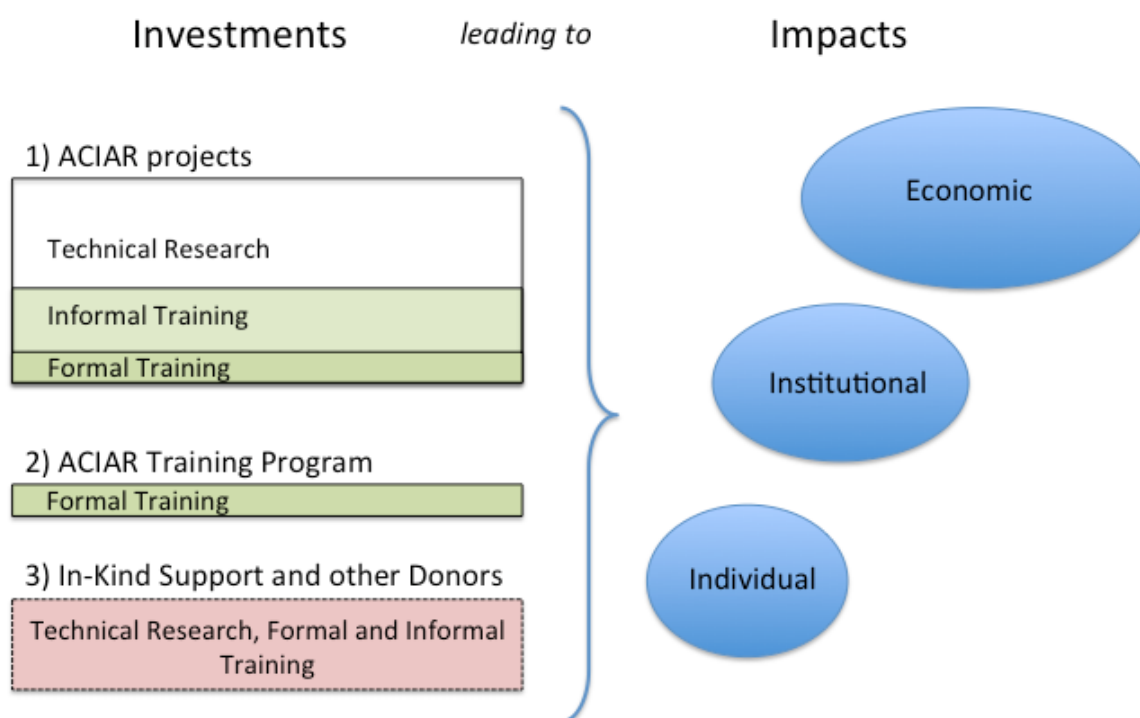 Investments leading to Impacts
1) ACIAR projects
Technical Research
Informal Training
Formal Training
2) ACIAR Training Program
Formal Training
3) In-Kind Support and other Donors
Technical Research, Formal and Informal
Training
Economic
Institutional
Individual